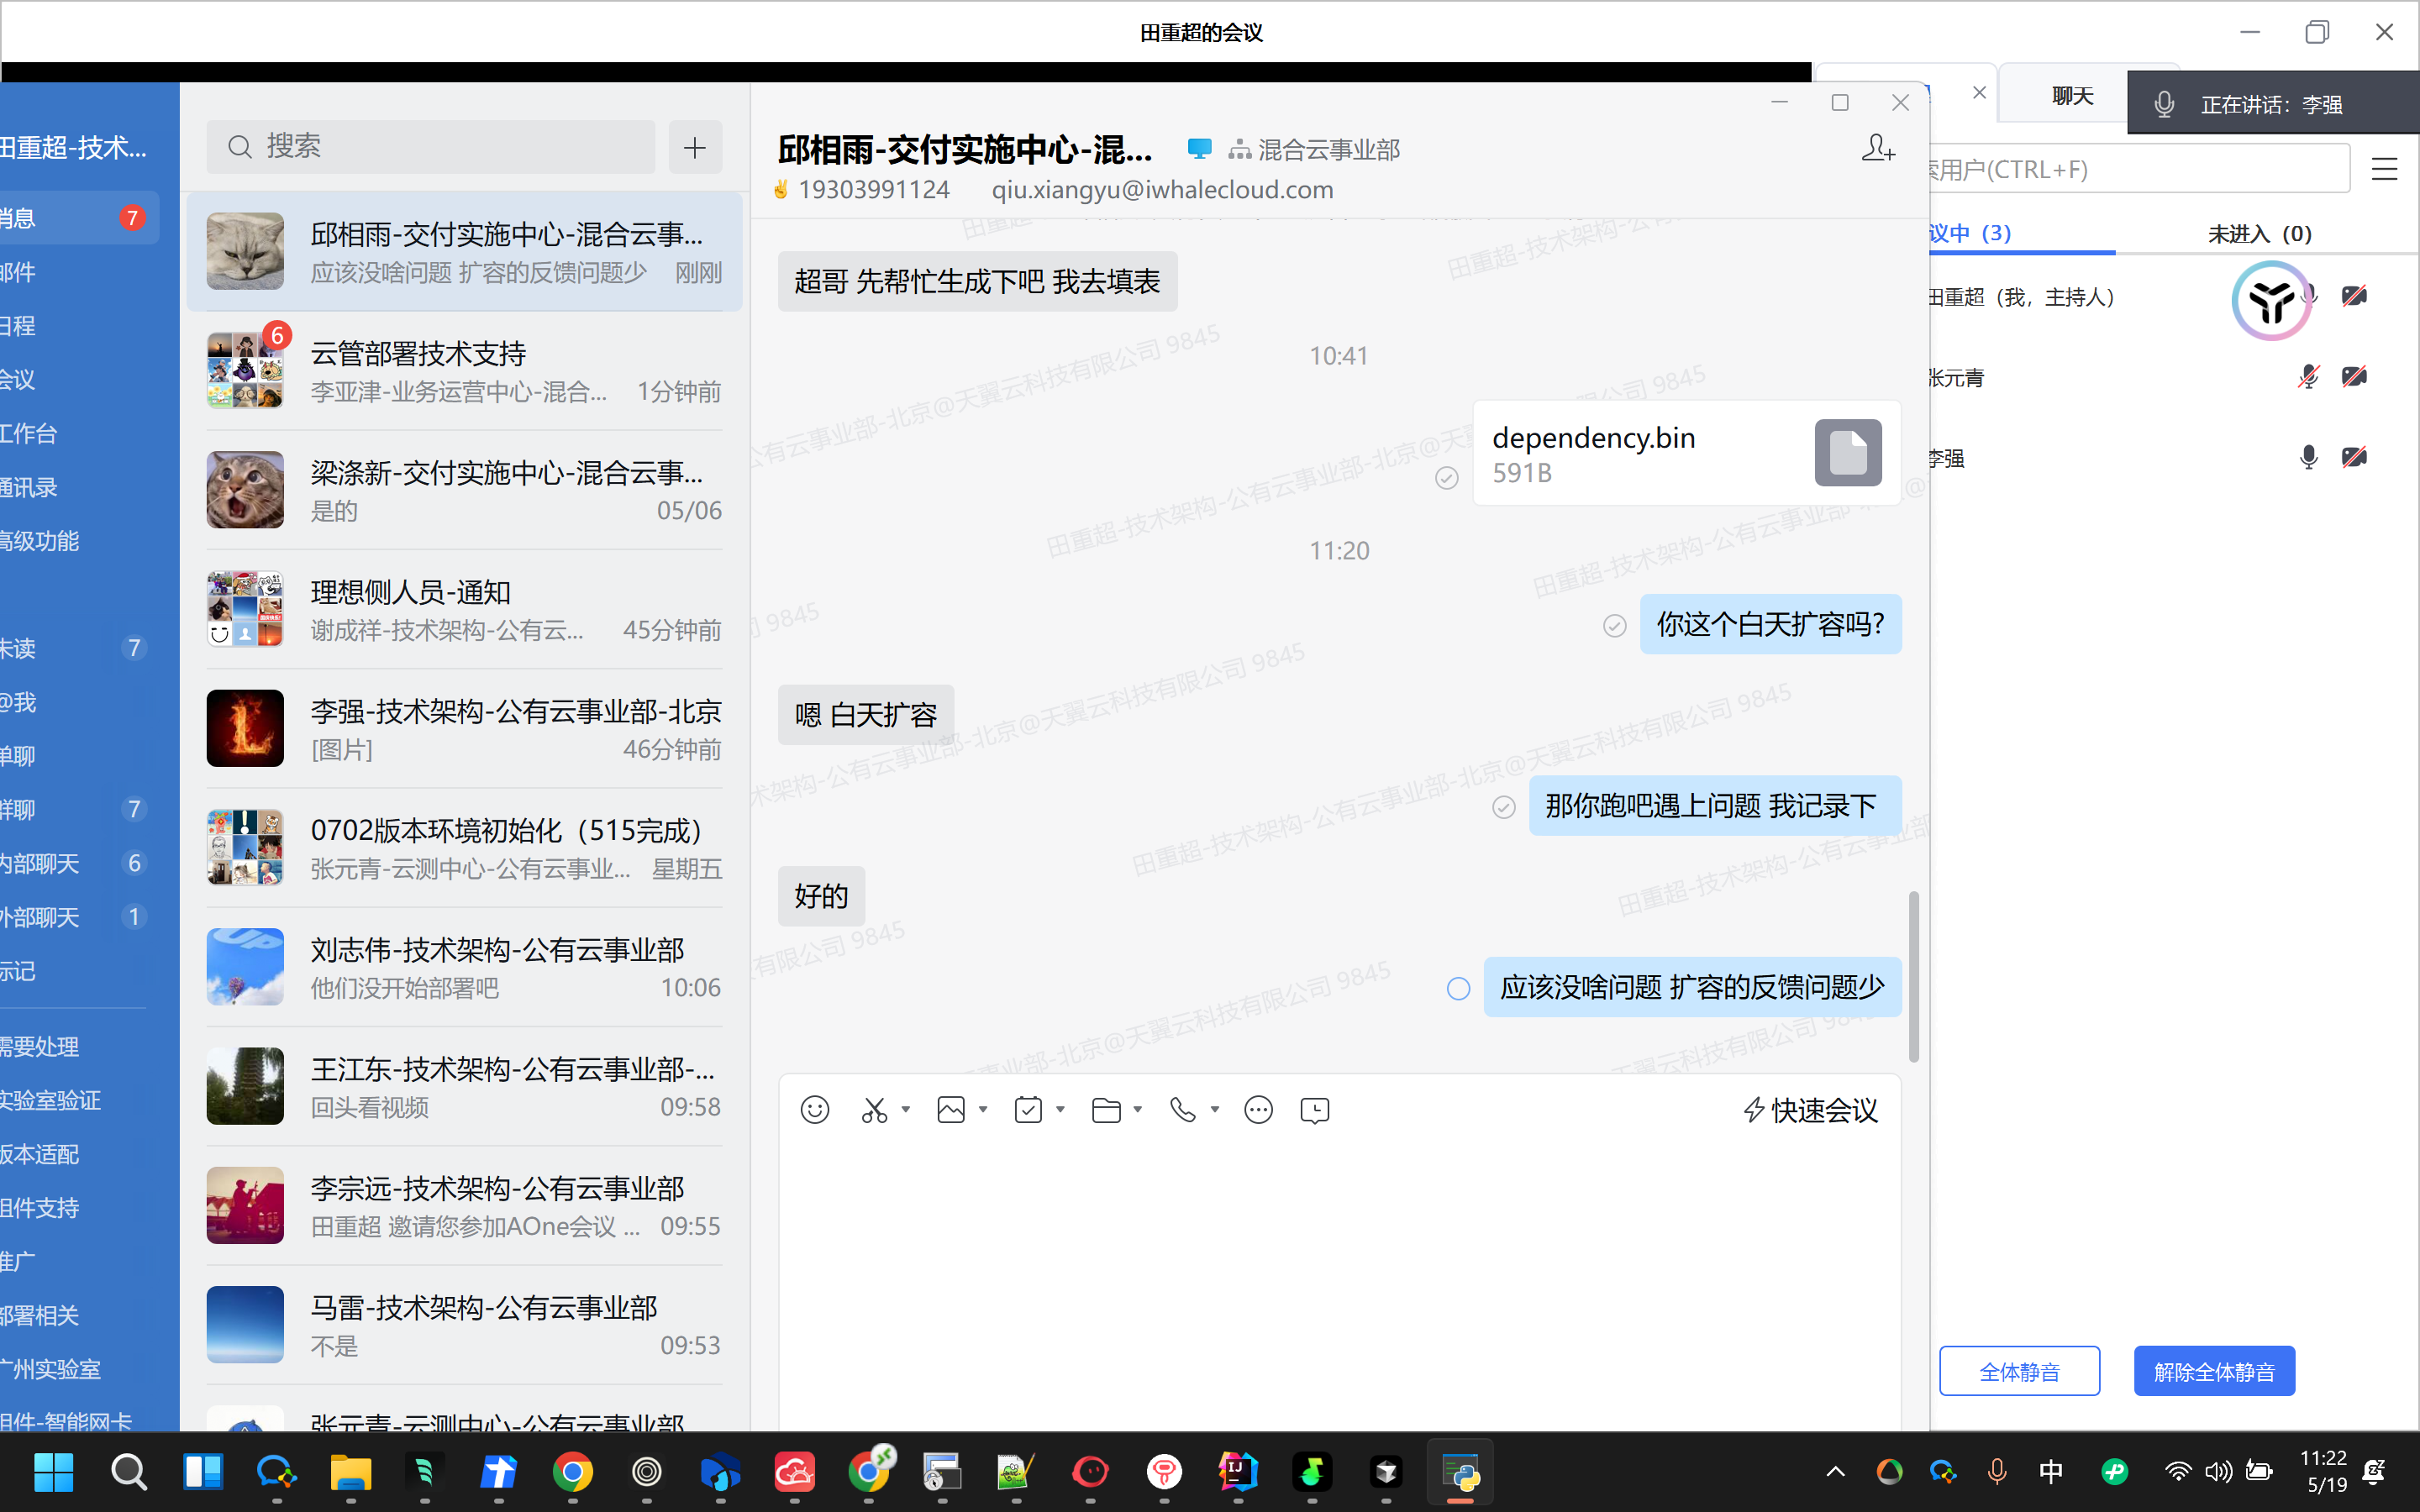 田重超的会议
田重超-技术...
消息 7
邮件
日程
会议
工作台
通讯录
高级功能
未读 7
@我
单聊
群聊 7
内部聊天 6
外部聊天 1
标记
需要处理
实验室验证
版本适配
组件支持
推广
部署相关
广州实验室
组件-智能网卡
搜索
邱相雨-交付实施中心-混合云事...
应该没啥问题 扩容的反馈问题少 刚刚
6
云管部署技术支持
李亚津-业务运营中心-混合... 1分钟前
梁涤新-交付实施中心-混合云事...
是的 05/06
理想侧人员-通知
谢成祥-技术架构-公有云... 45分钟前
李强-技术架构-公有云事业部-北京
[图片] 46分钟前
0702版本环境初始化（515完成）
张元青-云测中心-公有云事业... 星期五
刘志伟-技术架构-公有云事业部
他们没开始部署吧 10:06
王江东-技术架构-公有云事业部-...
回头看视频 09:58
李宗远-技术架构-公有云事业部
田重超 邀请您参加AOne会议 ... 09:55
马雷-技术架构-公有云事业部
不是 09:53
张元青-云测中心-公有云事业部
邱相雨-交付实施中心-混... 混合云事业部
19303991124 qiu.xiangyu@iwhalecloud.com
超哥 先帮忙生成下吧 我去填表
10:41
dependency.bin
591B
11:20
你这个白天扩容吗?
嗯 白天扩容
那你跑吧遇上问题 我记录下
好的
应该没啥问题 扩容的反馈问题少
快速会议
田重超-技术架构-公有云事业部-北京@天翼云科技有限公司 9845
聊天
正在讲话：李强
索用户(CTRL+F)
议中（3） 未进入（0）
田重超（我，主持人）
张元青
李强
全体静音 解除全体静音
中
11:22
5/19